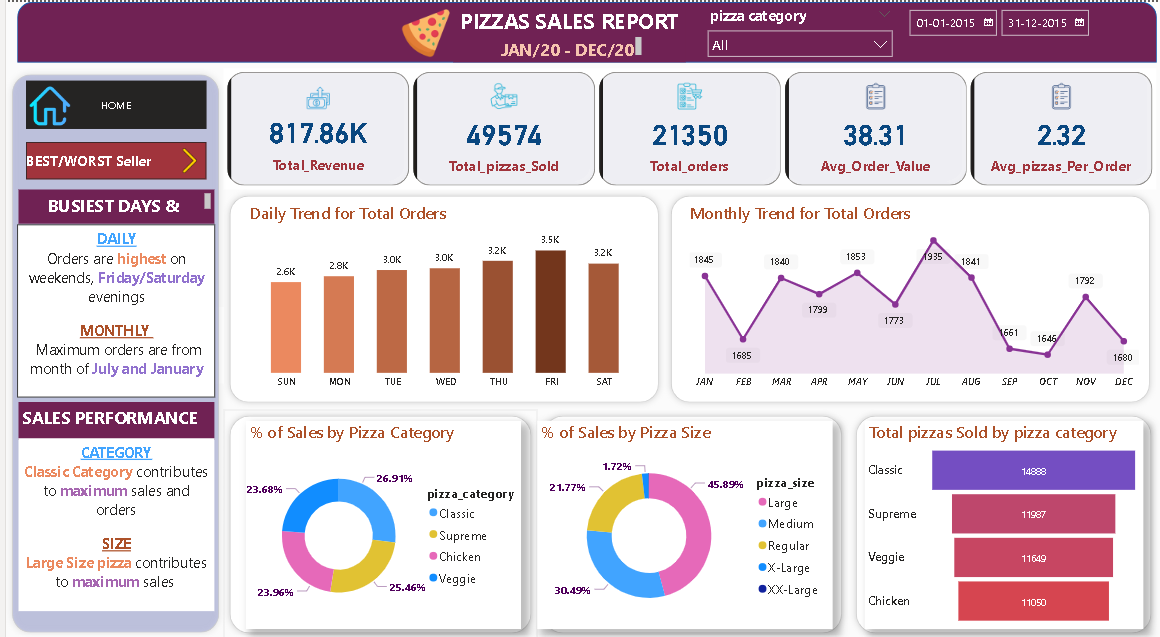 PIZZAS SALES REPORT
JAN/20 - DEC/20
pizza category
All
01-01-2015
31-12-2015
HOME
BEST/WORST Seller
BUSIEST DAYS &
DAILY
Orders are highest on
weekends, Friday/Saturday
evenings
MONTHLY
Maximum orders are from
month of July and January
SALES PERFORMANCE
CATEGORY
Classic Category contributes
to maximum sales and
orders
SIZE
Large Size pizza contributes
to maximum sales
817.86K
Total_Revenue
49574
Total_pizzas_Sold
21350
Total_orders
38.31
Avg_Order_Value
2.32
Avg_pizzas_Per_Order
Daily Trend for Total Orders
2.6K
2.8K
3.0K
3.0K
3.2K
3.5K
3.2K
SUN MON TUE WED THU FRI SAT
Monthly Trend for Total Orders
1845
1685
1840
1799
1853
1773
1935
1841
1661
1646
1792
1680
JAN FEB MAR APR MAY JUN JUL AUG SEP OCT NOV DEC
% of Sales by Pizza Category
26.91%
25.46%
23.96%
23.68%
pizza_category
Classic
Supreme
Chicken
Veggie
% of Sales by Pizza Size
1.72%
45.89%
30.49%
21.77%
pizza_size
Large
Medium
Regular
X-Large
XX-Large
Total pizzas Sold by pizza category
Classic 14888
Supreme 11987
Veggie 11649
Chicken 11050